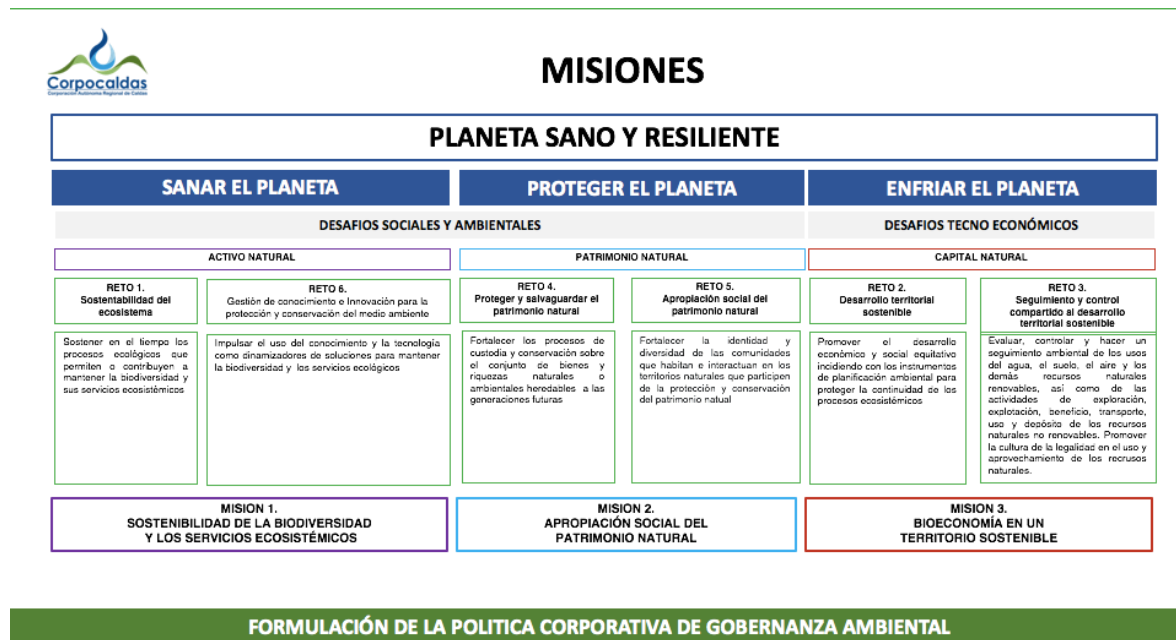 Corpocaldas
Corporación Autónoma Regional de Caldas
MISIONES
PLANETA SANO Y RESILIENTE
SANAR EL PLANETA
PROTEGER EL PLANETA
ENFRIAR EL PLANETA
DESAFIOS SOCIALES Y AMBIENTALES
DESAFIOS TECNO ECONÓMICOS
ACTIVO NATURAL
PATRIMONIO NATURAL
CAPITAL NATURAL
RETO 1.
Sostentabilidad del
ecosistema
RETO 6.
Gestión de conocimiento e Innovación para la
protección y conservación del medio ambiente
RETO 4.
Proteger y salvaguardar el
patrimonio natural
RETO 5.
Apropiación social del
patrimonio natural
RETO 2.
Desarrollo territorial
sostenible
RETO 3.
Seguimiento y control
compartido al desarrollo
territorial sostenible
Sostener en el tiempo los
procesos ecológicos que
permiten o contribuyen a
mantener la biodiversidad y
sus servicios ecosistémicos
Impulsar el uso del conocimiento y la tecnología
como dinamizadores de soluciones para mantener
la biodiversidad y los servicios ecológicos
Fortalecer los procesos de
custodia y conservación sobre
el conjunto de bienes y
riquezas naturales o
ambientales heredables a las
generaciones futuras
Fortalecer la identidad y
diversidad de las comunidades
que habitan e interactuan en los
territorios naturales que participen
de la protección y conservación
del patrimonio natual
Promover el desarrollo
económico y social equitativo
incidiendo con los instrumentos
de planificación ambiental para
proteger la continuidad de los
procesos ecosistémicos
Evaluar, controlar y hacer un
seguimiento ambiental de los usos
del agua, el suelo, el aire y los
demás recursos naturales
renovables, así como de las
actividades de exploración,
explotación, beneficio, transporte,
uso y depósito de los recursos
naturales no renovables. Promover
la cultura de la legalidad en el uso y
aprovechamiento de los recrusos
naturales.
MISION 1.
SOSTENIBILIDAD DE LA BIODIVERSIDAD
Y LOS SERVICIOS ECOSISTÉMICOS
MISION 2.
APROPIACIÓN SOCIAL DEL
PATRIMONIO NATURAL
MISION 3.
BIOECONOMÍA EN UN
TERRITORIO SOSTENIBLE
FORMULACIÓN DE LA POLITICA CORPORATIVA DE GOBERNANZA AMBIENTAL